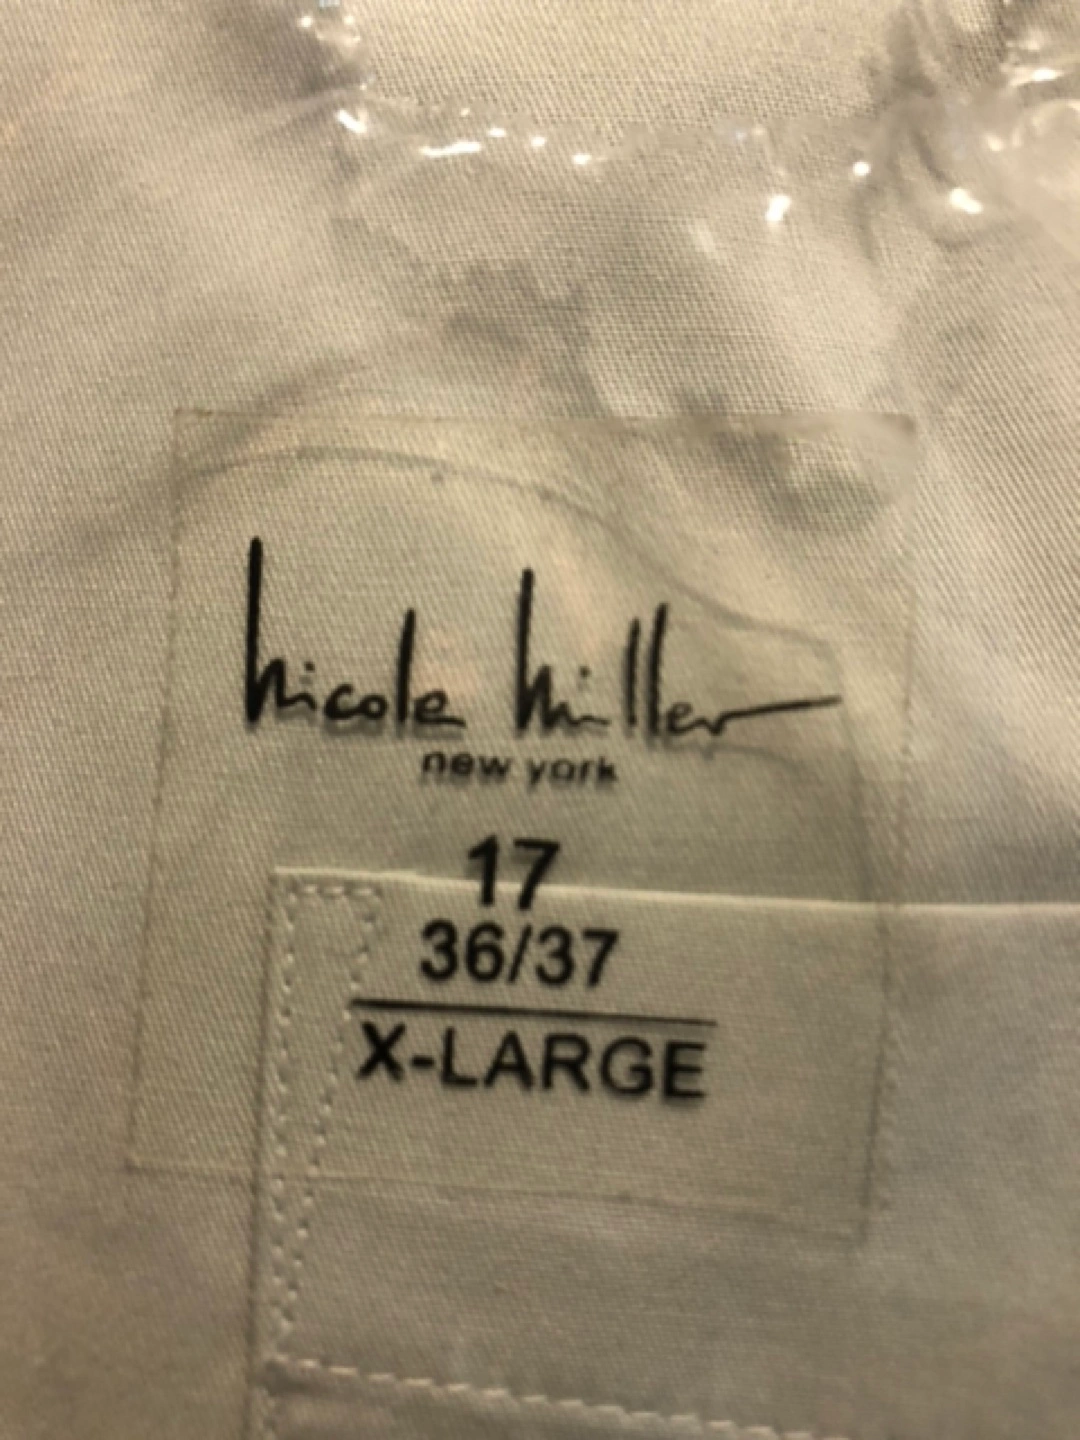 nicole miller
new york
17
36/37
X-LARGE